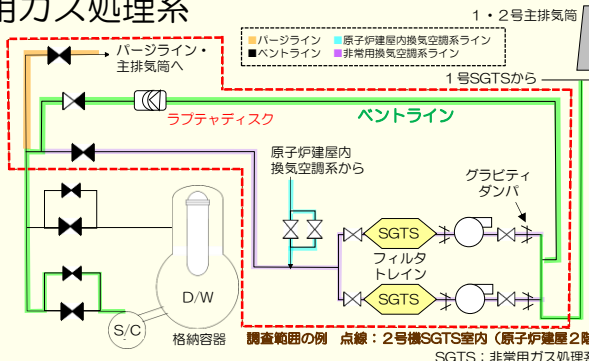 用ガス処理系
1・2号主排気筒
パージライン
原子炉建屋内換気空調系ライン
ベントライン
非常用換気空調系ライン
パージライン・
主排気筒へ
1号SGTSから
ラプチャディスク
ベントライン
原子炉建屋内
換気空調系から
グラビティ
ダンパ
SGTS
フィルタ
トレイン
SGTS
D/W
S/C
格納容器
調査範囲の例 点線：2号機SGTS室内（原子炉建屋2階
SGTS：非常用ガス処理系